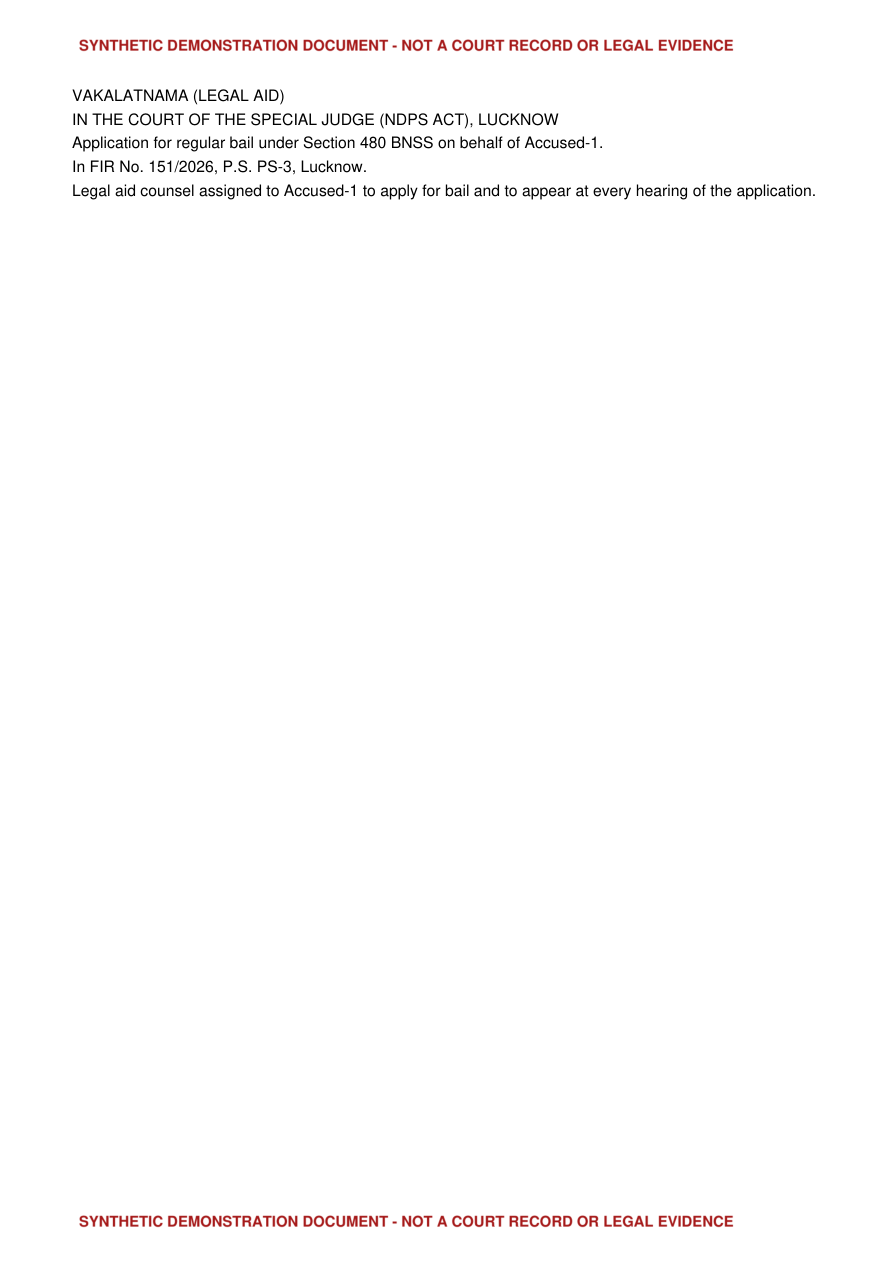 SYNTHETIC DEMONSTRATION DOCUMENT - NOT A COURT RECORD OR LEGAL EVIDENCE
VAKALATNAMA (LEGAL AID)
IN THE COURT OF THE SPECIAL JUDGE (NDPS ACT), LUCKNOW
Application for regular bail under Section 480 BNSS on behalf of Accused-1.
In FIR No. 151/2026, P.S. PS-3, Lucknow.
Legal aid counsel assigned to Accused-1 to apply for bail and to appear at every hearing of the application.
SYNTHETIC DEMONSTRATION DOCUMENT - NOT A COURT RECORD OR LEGAL EVIDENCE